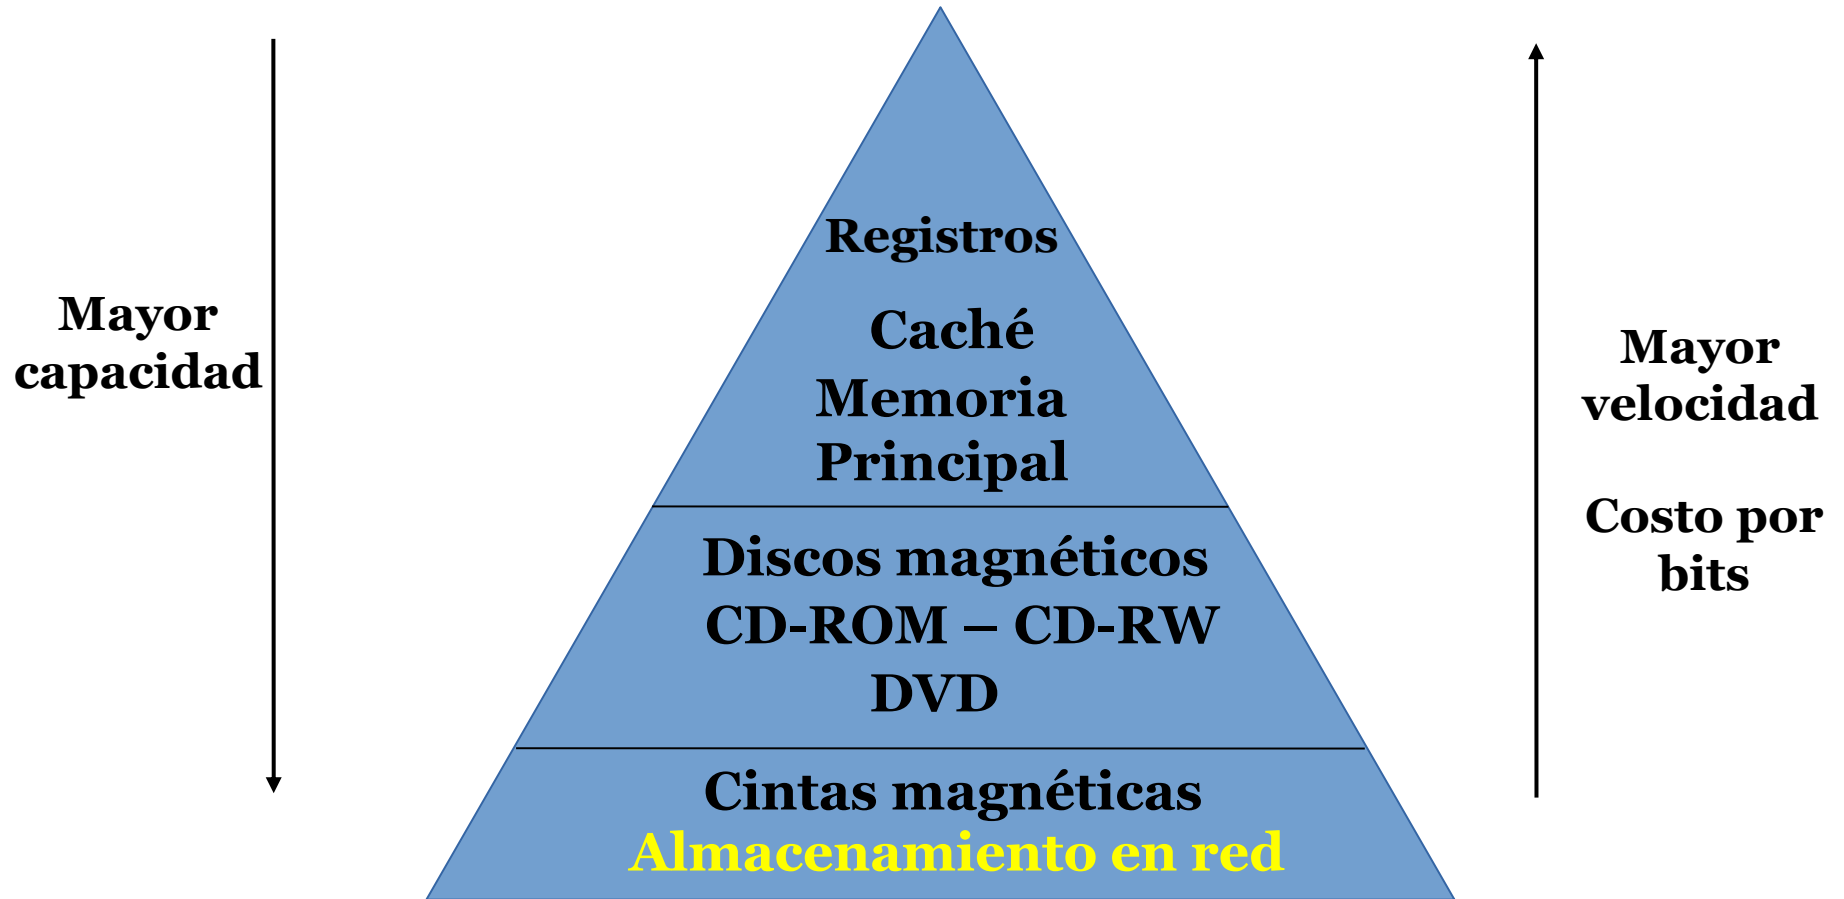 Mayor
capacidad
Registros
Caché
Memoria
Principal
Discos magnéticos
CD-ROM – CD-RW
DVD
Cintas magnéticas
Almacenamiento en red
Mayor
velocidad
Costo por
bits